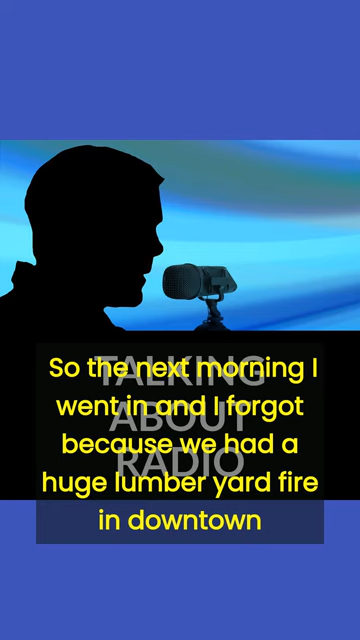 So the next morning I
went in and I forgot
because we had a
huge lumber yard fire
in downtown
TALKING
ABOUT
RADIO